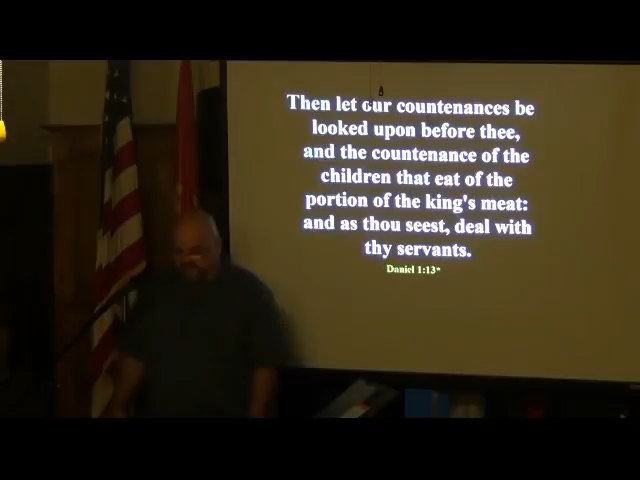 Then let our countenances be
looked upon before thee,
and the countenance of the
children that eat of the
portion of the king's meat:
and as thou seest, deal with
thy servants.
Daniel 1:13*